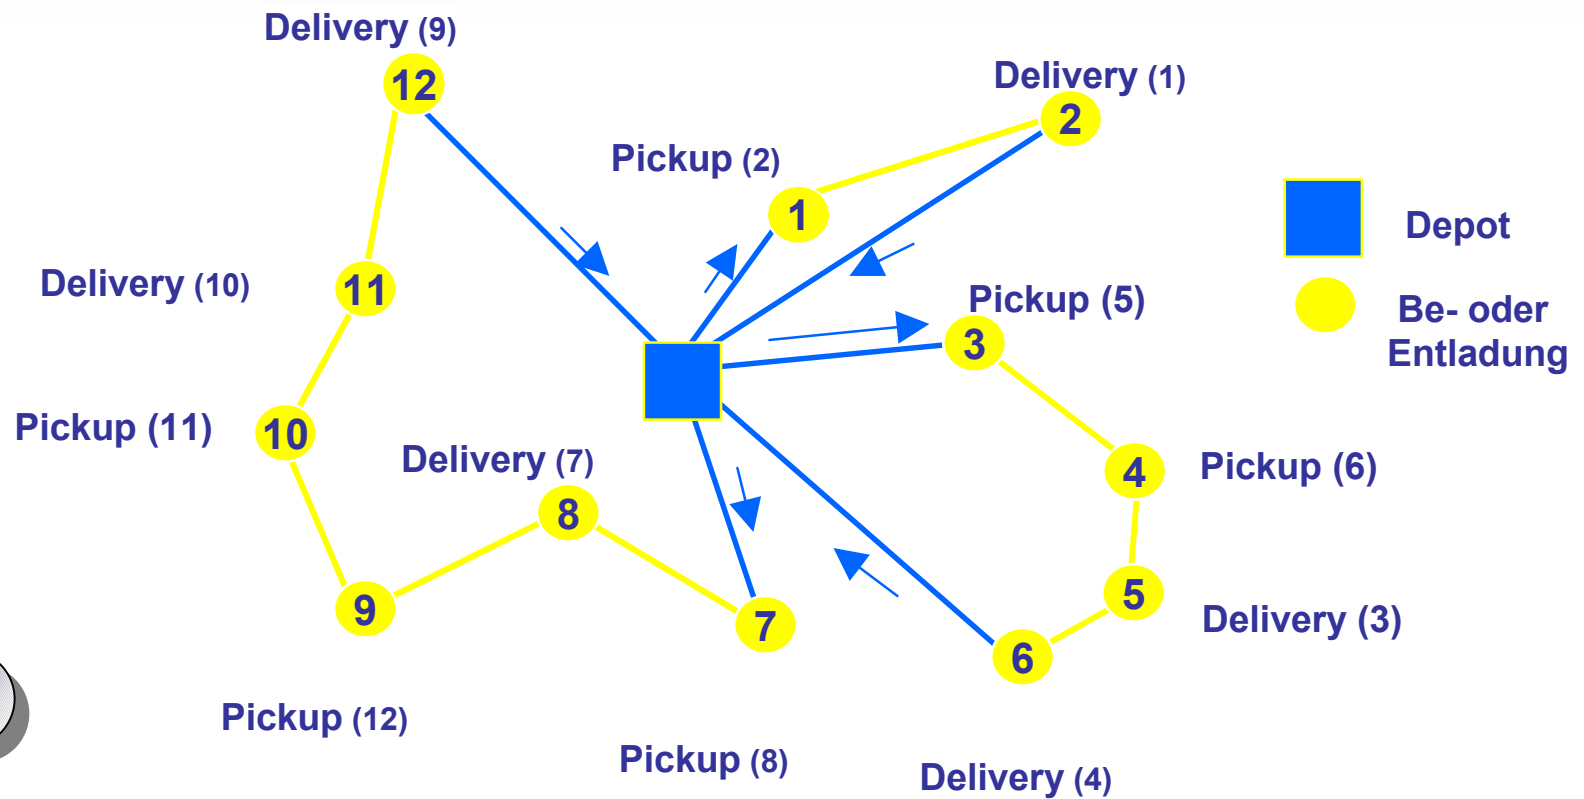 Delivery (9)
12
Delivery (1)
2
Pickup (2)
1
Depot
Delivery (10)
11
Pickup (5)
3
Be- oder
Entladung
Pickup (11)
10
Delivery (7)
8
4
Pickup (6)
9
7
5
Delivery (3)
6
Pickup (12)
Pickup (8)
Delivery (4)